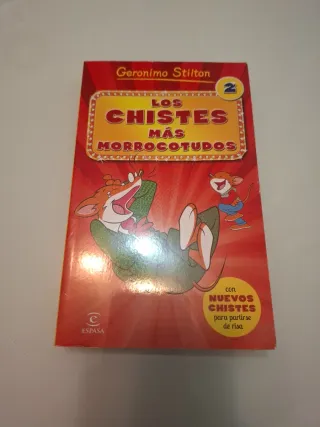 Geronimo Stilton
2
LOS
CHISTES
MÁS
MORROCOTUDOS
con
NUEVOS
CHISTES
para partirse
de risa
e
ESPASA